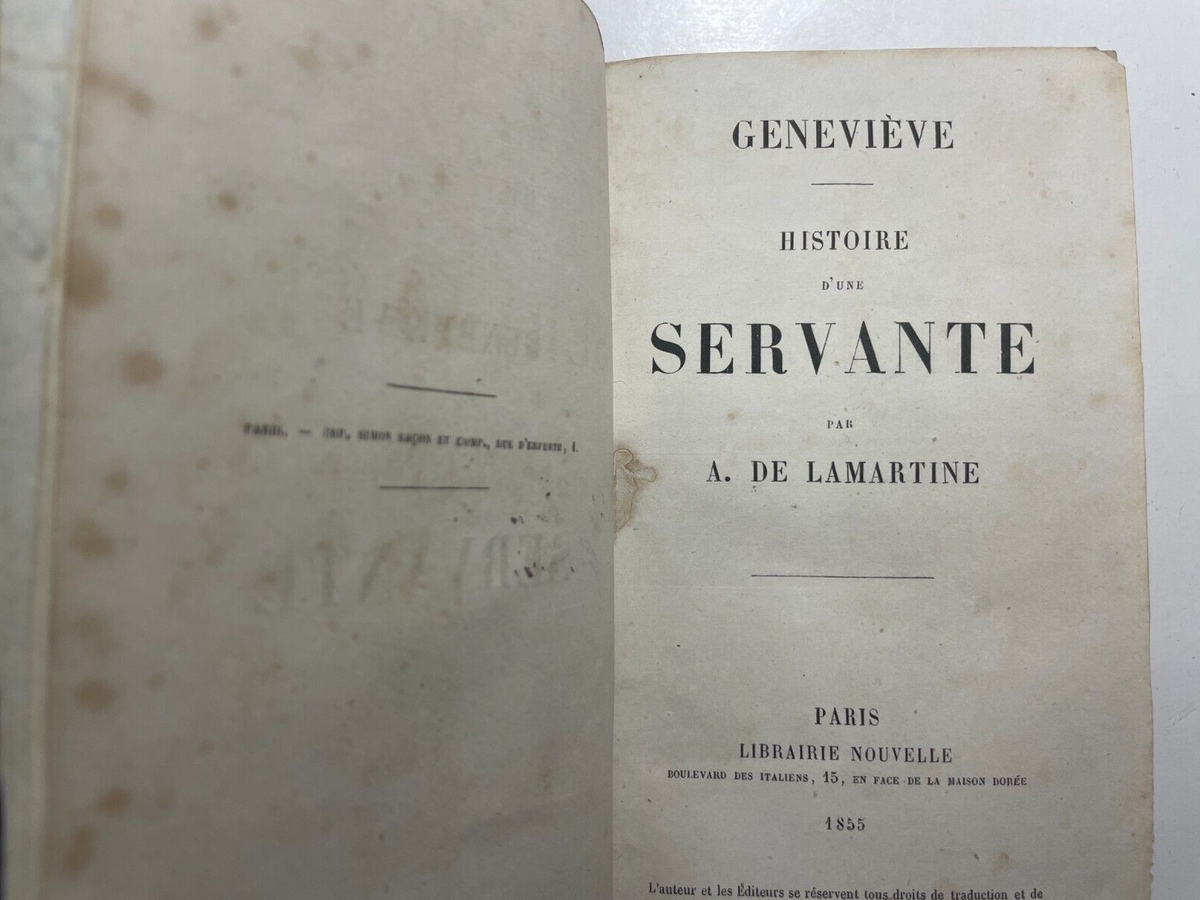 PARIS. — IMP. SIMON RAÇON ET COMP., RUE D'ERFURTH, 1.
GENEVIÈVE
HISTOIRE
D'UNE
SERVANTE
PAR
A. DE LAMARTINE
PARIS
LIBRAIRIE NOUVELLE
BOULEVARD DES ITALIENS, 15, EN FACE DE LA MAISON DORÉE
1855
L'auteur et les Éditeurs se réservent tous droits de traduction et de